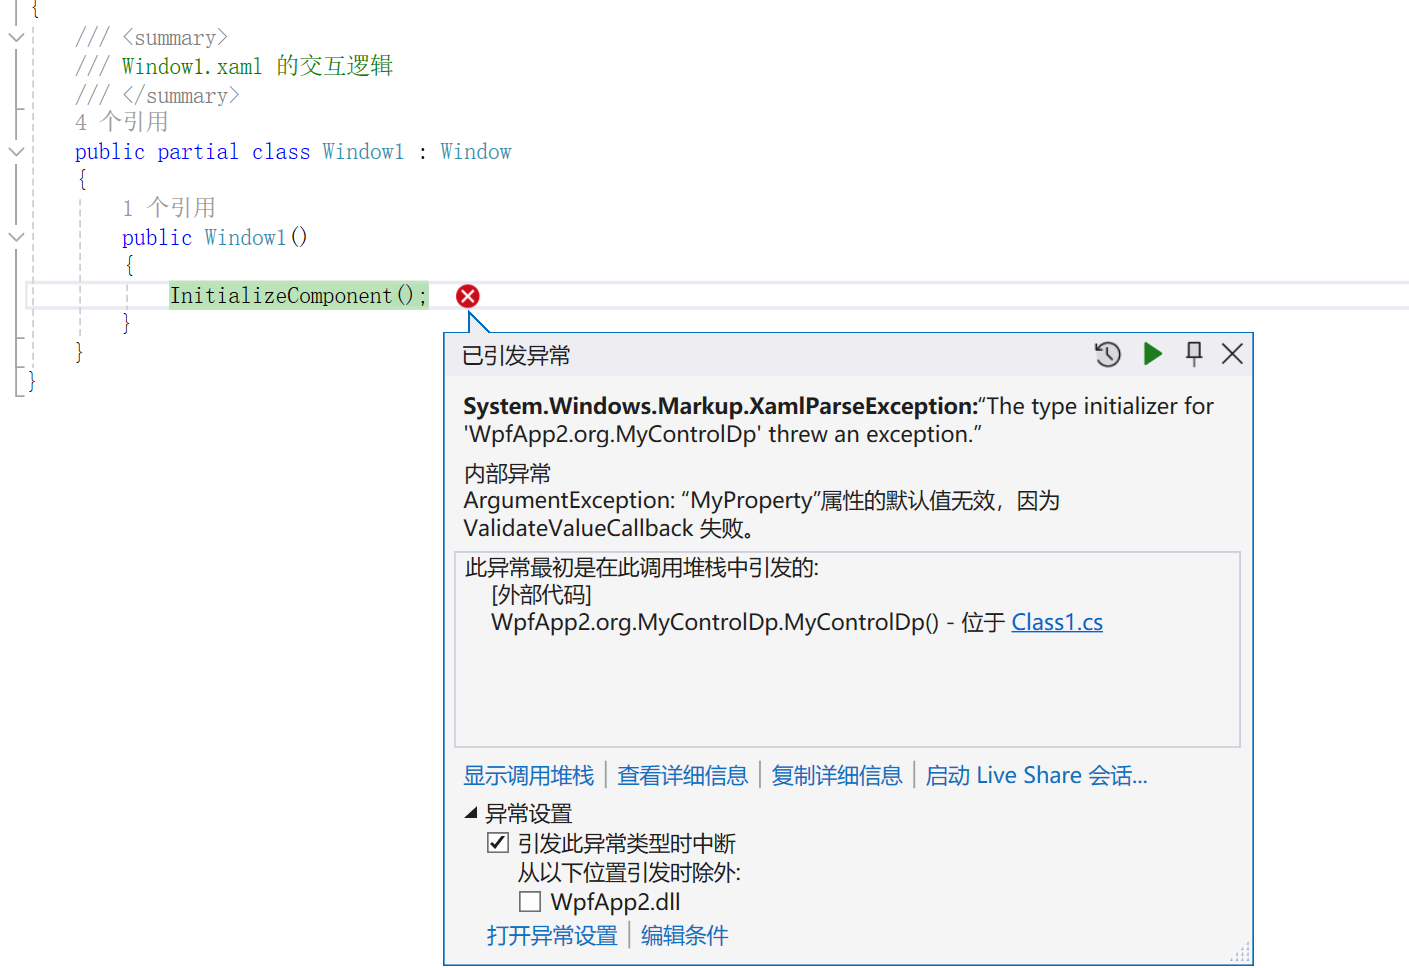 {
/// <summary>
/// Window1.xaml 的交互逻辑
/// </summary>
4 个引用
public partial class Window1 : Window
{
1 个引用
public Window1()
{
InitializeComponent();
}
}
}
已引发异常
System.Windows.Markup.XamlParseException:“The type initializer for
'WpfApp2.org.MyControlDp' threw an exception.”
内部异常
ArgumentException: “MyProperty”属性的默认值无效，因为
ValidateValueCallback 失败。
此异常最初是在此调用堆栈中引发的:
[外部代码]
WpfApp2.org.MyControlDp.MyControlDp() - 位于 Class1.cs
显示调用堆栈 | 查看详细信息 | 复制详细信息 | 启动 Live Share 会话...
异常设置
引发此异常类型时中断
从以下位置引发时除外:
WpfApp2.dll
打开异常设置 | 编辑条件